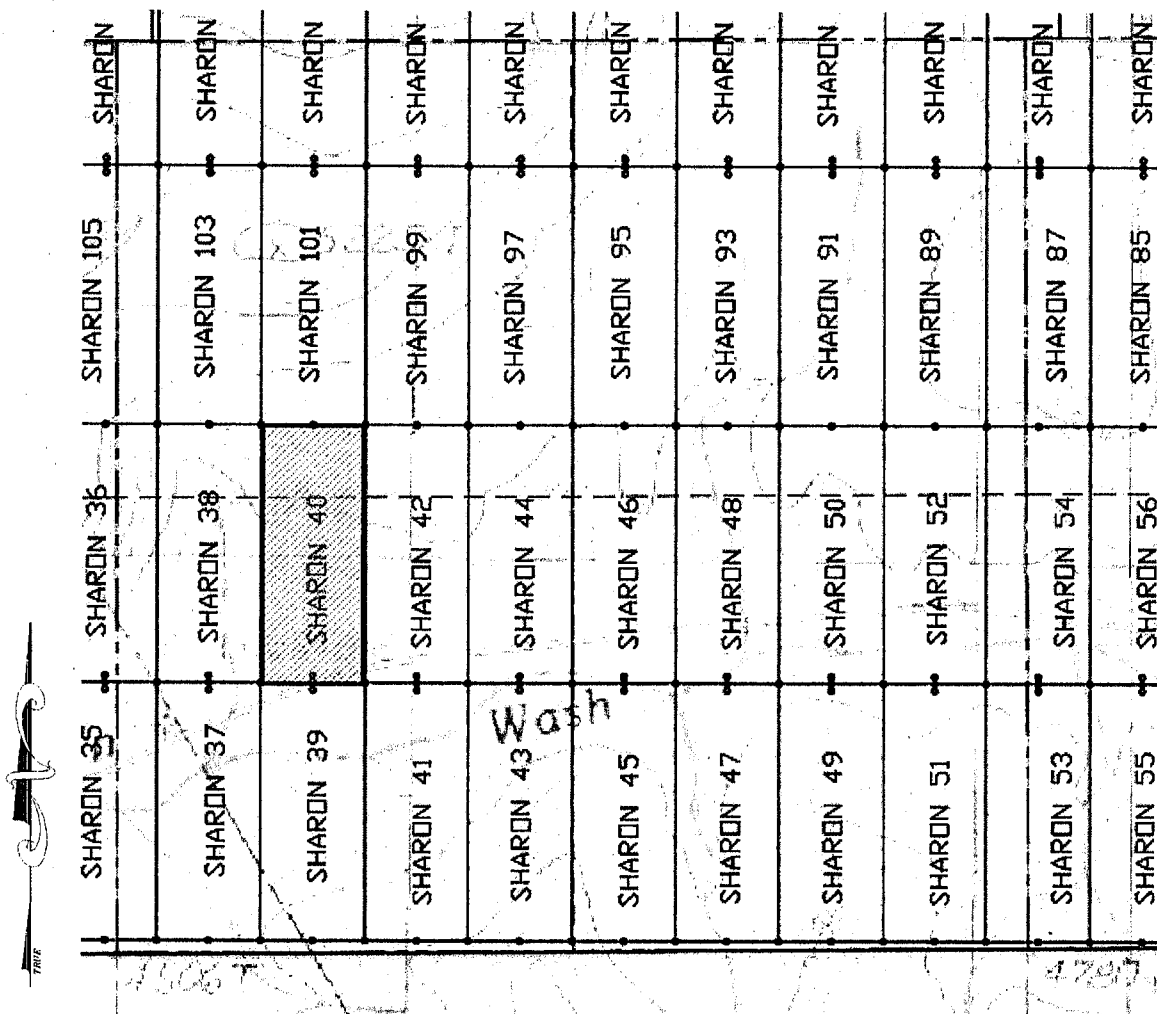 SHARON
SHARON
SHARON
SHARON
SHARON
SHARON
SHARON
SHARON
SHARON
SHARON
SHARON
SHARON 105
SHARON 103
SHARON 101
SHARON 99
SHARON 97
SHARON 95
SHARON 93
SHARON 91
SHARON 89
SHARON 87
SHARON 85
SHARON 36
SHARON 38
SHARON 40
SHARON 42
SHARON 44
SHARON 46
SHARON 48
SHARON 50
SHARON 52
SHARON 54
SHARON 56
Wash
SHARON 35
SHARON 37
SHARON 39
SHARON 41
SHARON 43
SHARON 45
SHARON 47
SHARON 49
SHARON 51
SHARON 53
SHARON 55
TRUE